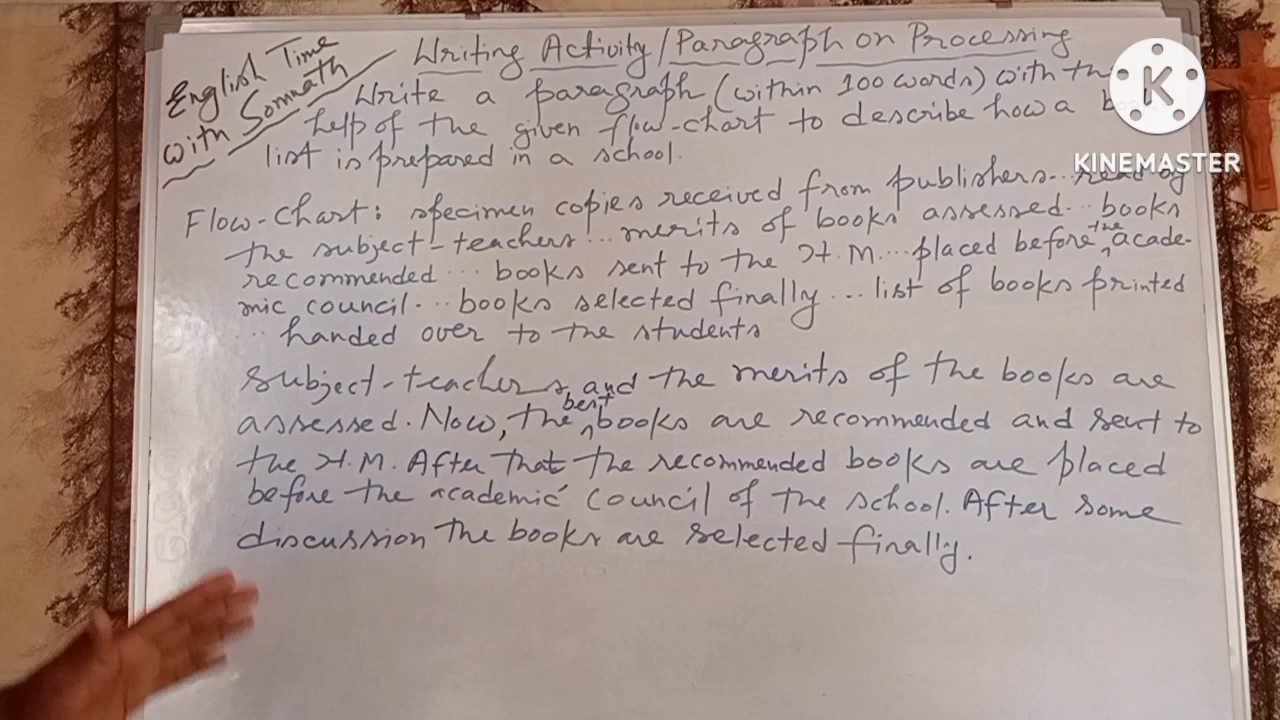 English Time
with Somnath
Writing Activity/Paragraph on Processing
Write a paragraph (within 100 words) with the
help of the given flow-chart to describe how a book
list is prepared in a school.
Flow-Chart: specimen copies received from publishers... read by
the subject-teachers... merits of books assessed... books
recommended... books sent to the H.M.... placed before the acade-
mic council... books selected finally... list of books printed
... handed over to the students
subject-teachers and the merits of the books are
assessed. Now, the best books are recommended and sent to
the H.M. After that the recommended books are placed
before the academic council of the school. After some
discussion the books are selected finally.
K
KINEMASTER